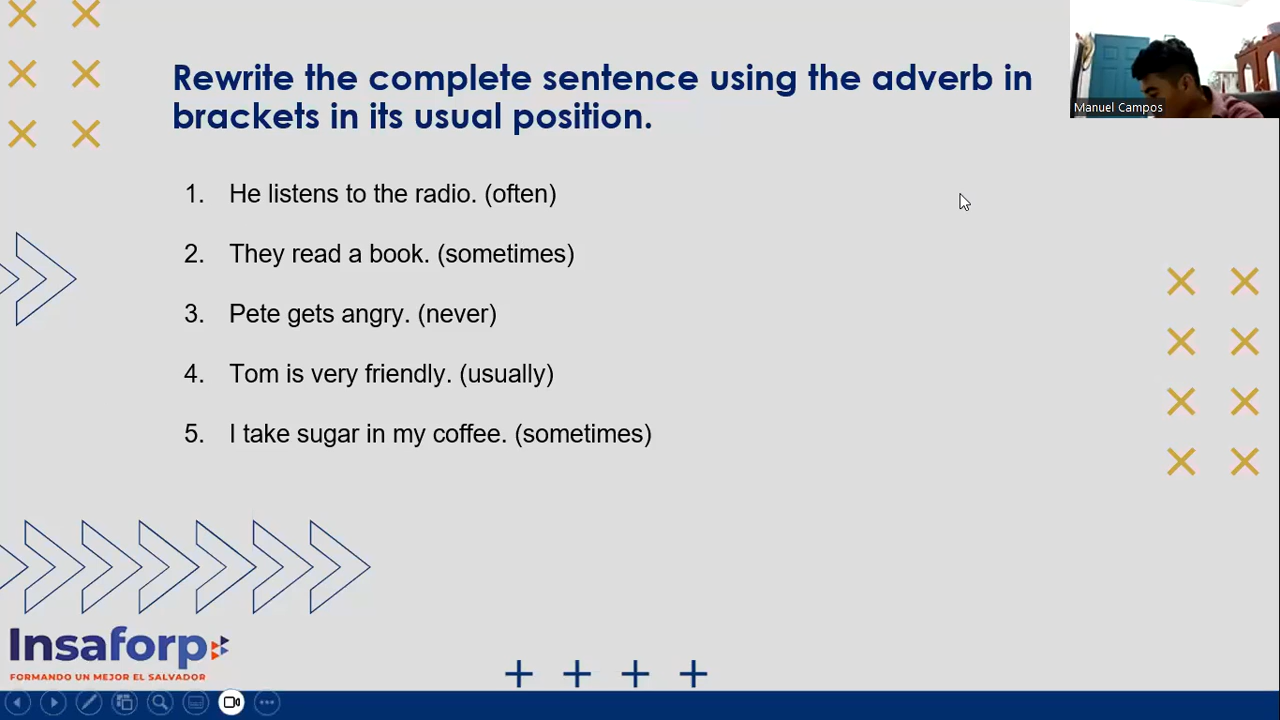 Rewrite the complete sentence using the adverb in
brackets in its usual position.
Manuel Campos
1. He listens to the radio. (often)
2. They read a book. (sometimes)
3. Pete gets angry. (never)
4. Tom is very friendly. (usually)
5. I take sugar in my coffee. (sometimes)
Insaforp
FORMANDO UN MEJOR EL SALVADOR